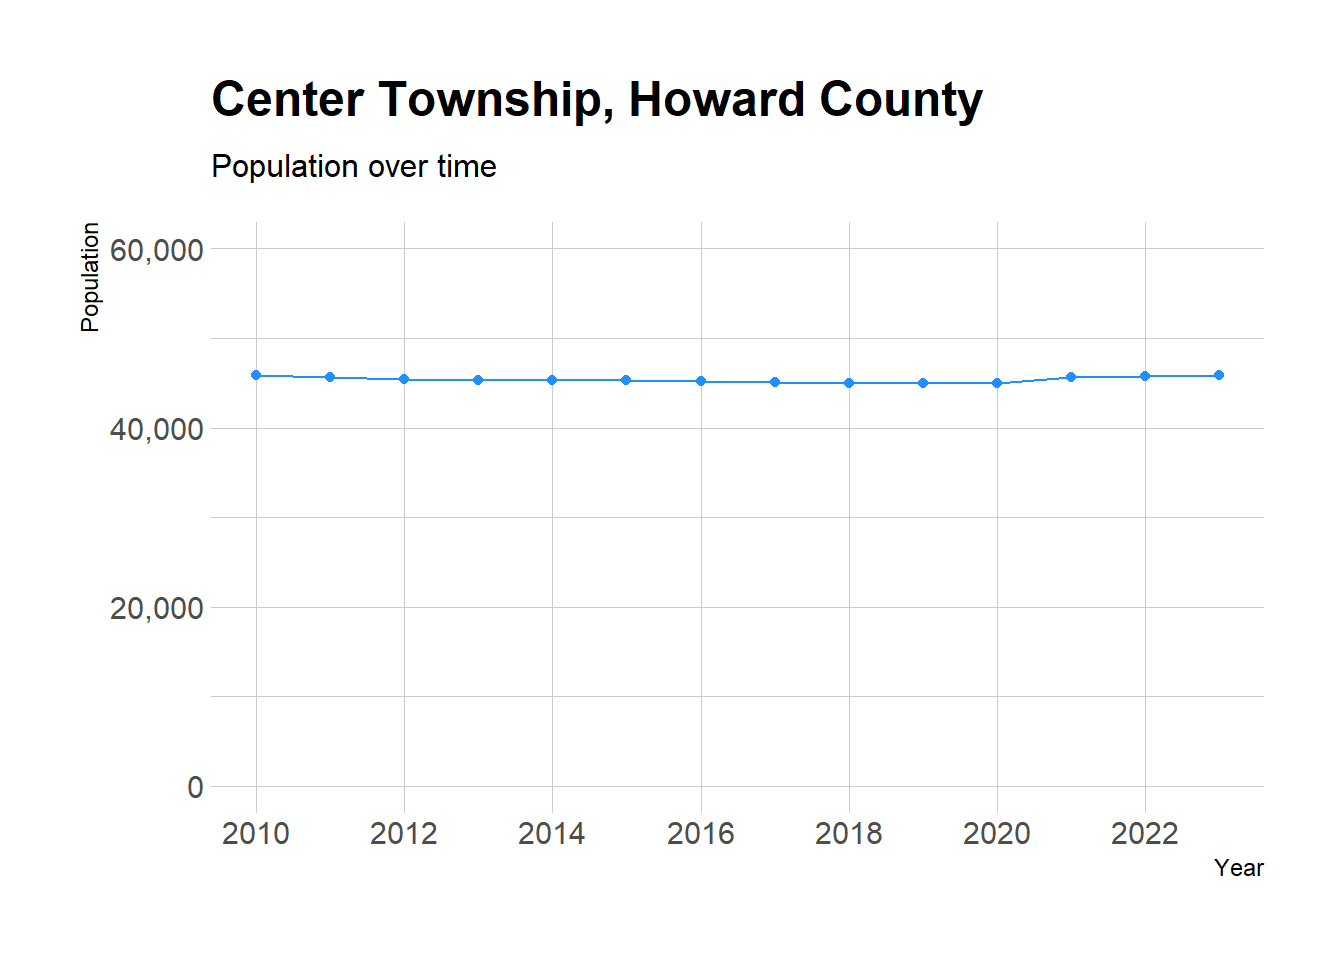 Center Township, Howard County
Population over time
Population
60,000
40,000
20,000
0
2010 2012 2014 2016 2018 2020 2022
Year